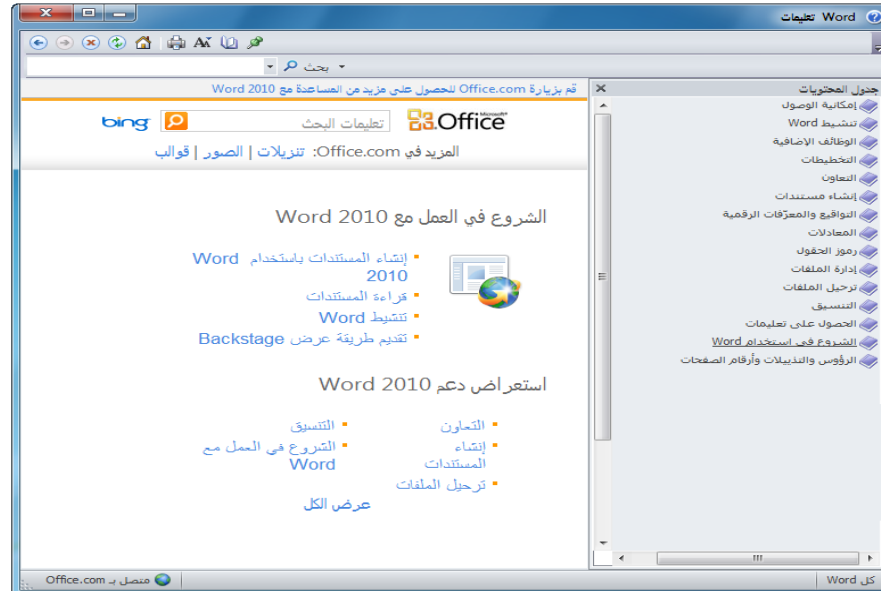 تعليمات Word
بحث
جدول المحتويات
إمكانية الوصول
تنشيط Word
الوظائف الإضافية
التخطيطات
التعاون
إنشاء مستندات
التواقيع والمعرّفات الرقمية
المعادلات
رموز الحقول
إدارة الملفات
ترحيل الملفات
التنسيق
الحصول على تعليمات
الشروع في استخدام Word
الرؤوس والتذييلات وأرقام الصفحات
قم بزيارة Office.com للحصول على مزيد من المساعدة مع Word 2010
Microsoft Office تعليمات البحث bing
المزيد في Office.com: تنزيلات | الصور | قوالب
الشروع في العمل مع Word 2010
إنشاء المستندات باستخدام Word
2010
قراءة المستندات
تنشيط Word
تقديم طريقة عرض Backstage
استعراض دعم Word 2010
التعاون
إنشاء
المستندات
ترحيل الملفات
التنسيق
الشروع في العمل مع
Word
عرض الكل
كل Word
متصل بـ Office.com